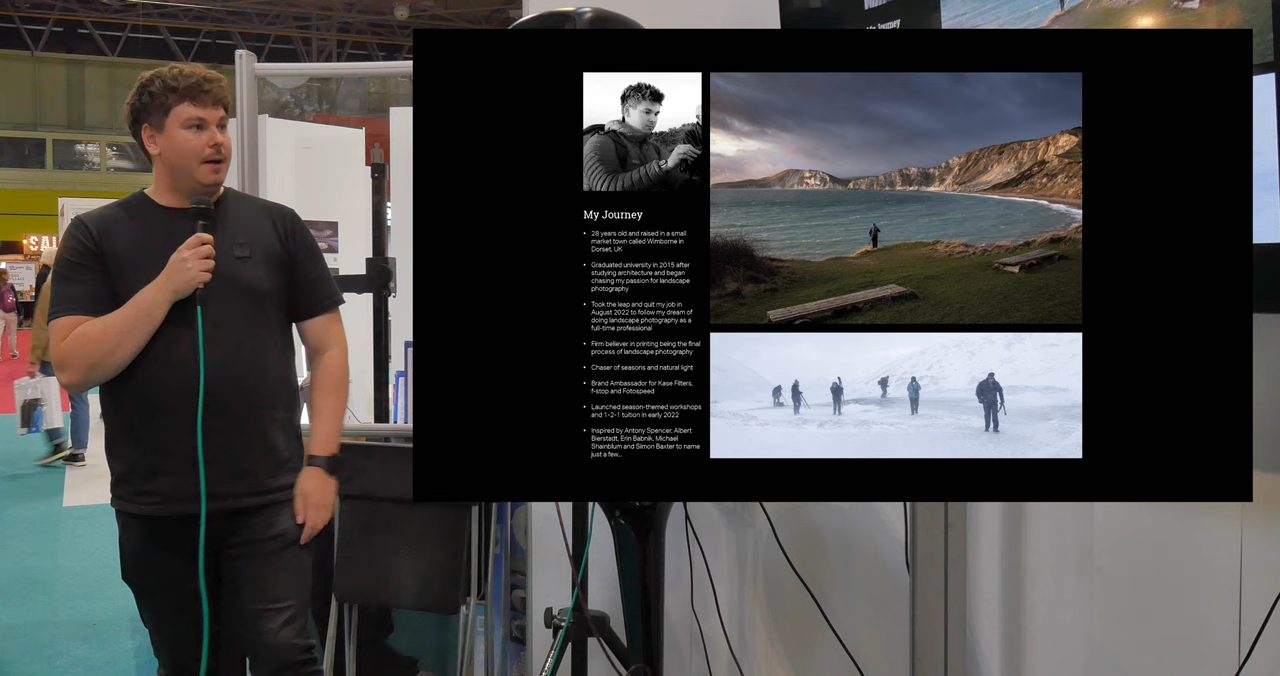 Journey
SAL
My Journey
• 28 years old and raised in a small
market town called Wimborne in
Dorset, UK
• Graduated university in 2015 after
studying architecture and began
chasing my passion for landscape
photography
• Took the leap and quit my job in
August 2022 to follow my dream of
doing landscape photography as a
full-time professional
• Firm believer in printing being the final
process of landscape photography
• Chaser of seasons and natural light
• Brand Ambassador for Kase Filters,
f-stop and Fotospeed
• Launched season-themed workshops
and 1-2-1 tuition in early 2022
• Inspired by Antony Spencer, Albert
Bierstadt, Erin Babnik, Michael
Shainblum and Simon Baxter to name
just a few...